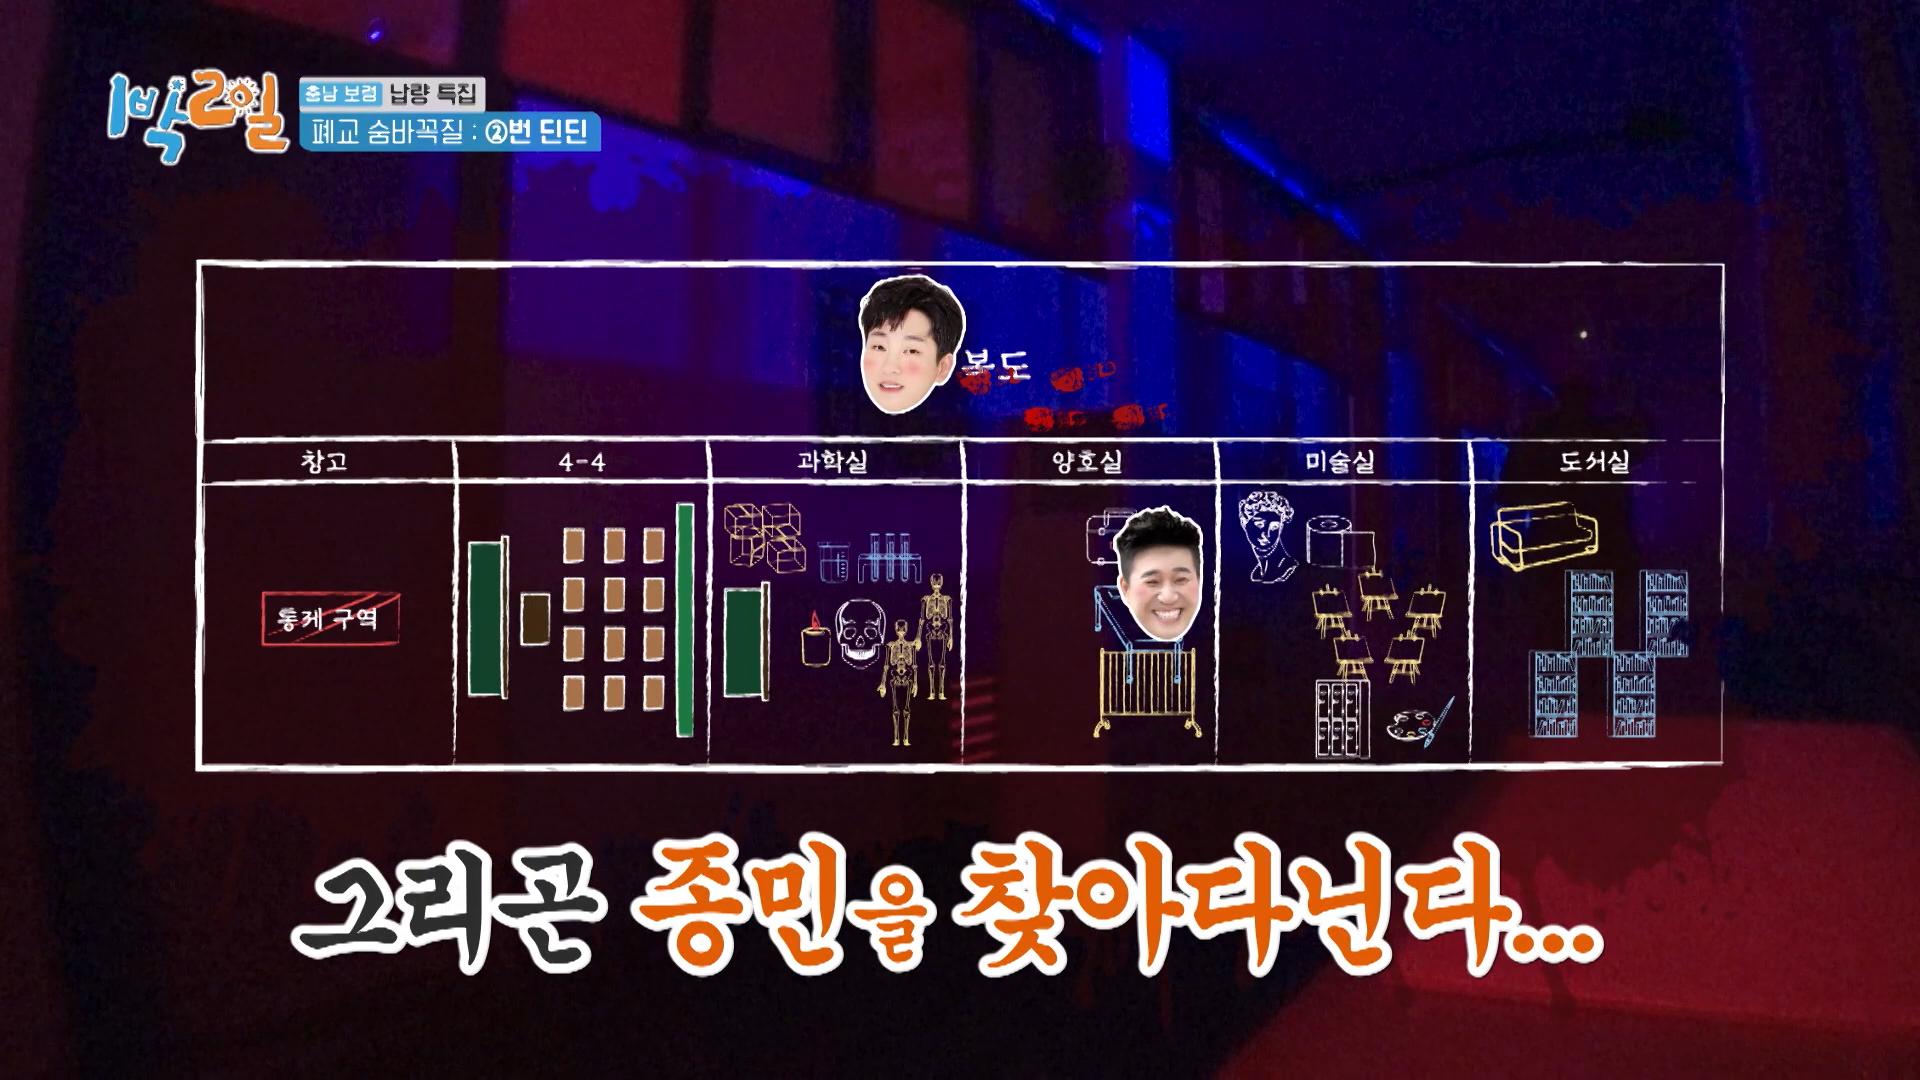 1박2일
충남 보령 납량 특집
폐교 숨바꼭질 : ②번 딘딘
복도
창고 4-4 과학실 양호실 미술실 도서실
통제 구역
그리곤 종민을 찾아다닌다...